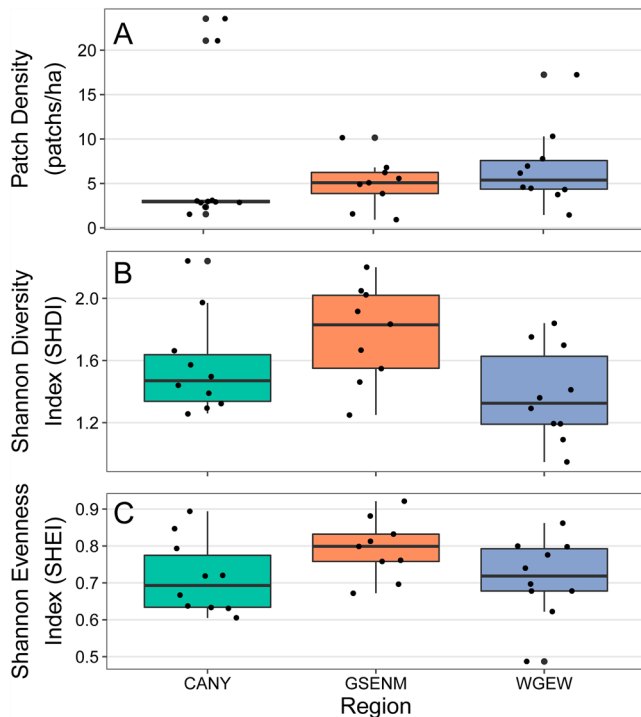 A
Patch Density
(patchs/ha)
20
15
10
5
0
B
Shannon Diversity
Index (SHDI)
2.0
1.6
1.2
C
Shannon Evenness
Index (SHEI)
0.9
0.8
0.7
0.6
0.5
CANY GSENM WGEW
Region